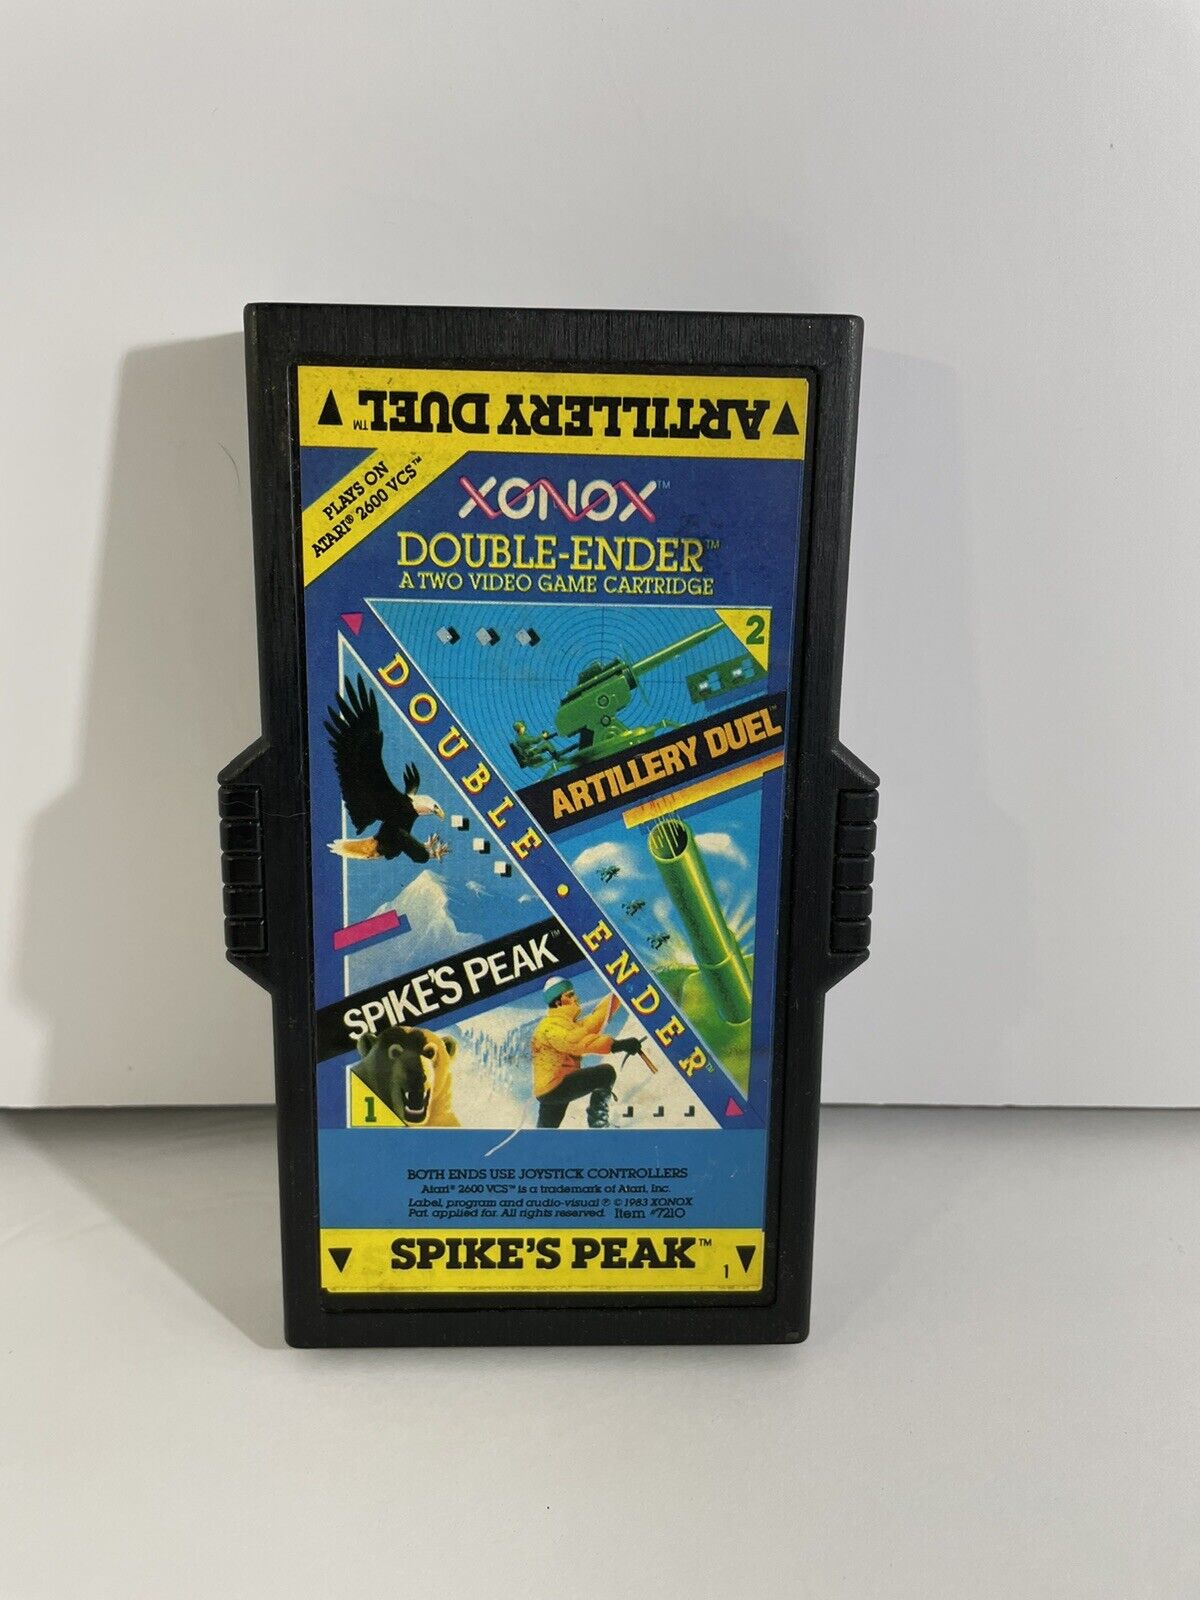 ARTILLERY DUEL™
PLAYS ON
ATARI® 2600 VCS™
XONOX™
DOUBLE-ENDER™
A TWO VIDEO GAME CARTRIDGE
2
DOUBLE • ENDER™
ARTILLERY DUEL™
SPIKE'S PEAK™
1
BOTH ENDS USE JOYSTICK CONTROLLERS
Atari® 2600 VCS™ is a trademark of Atari, Inc.
Label, program and audio-visual ℗ © 1983 XONOX
Pat. applied for. All rights reserved. Item #7210
SPIKE'S PEAK™ 1